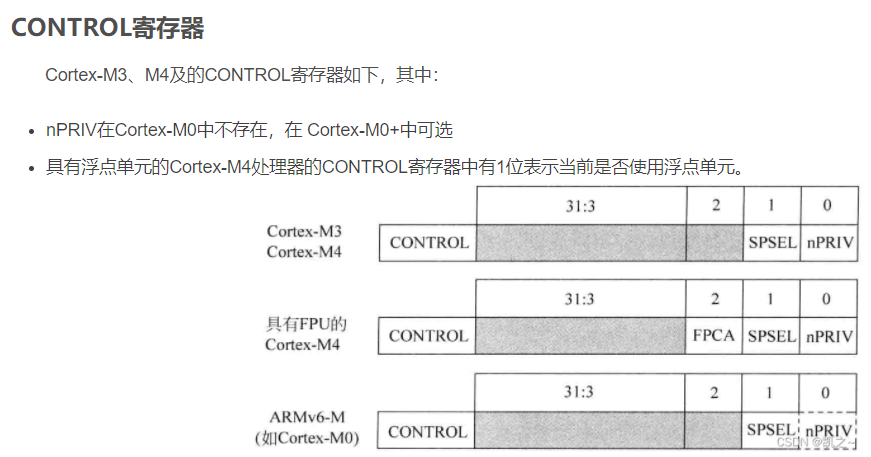 CONTROL寄存器
Cortex-M3、M4及的CONTROL寄存器如下，其中：
nPRIV在Cortex-M0中不存在，在 Cortex-M0+中可选
具有浮点单元的Cortex-M4处理器的CONTROL寄存器中有1位表示当前是否使用浮点单元。
31:3 2 1 0
Cortex-M3
Cortex-M4
CONTROL SPSEL nPRIV
31:3 2 1 0
具有FPU的
Cortex-M4
CONTROL FPCA SPSEL nPRIV
31:3 2 1 0
ARMv6-M
(如Cortex-M0)
CONTROL SPSEL nPRIV